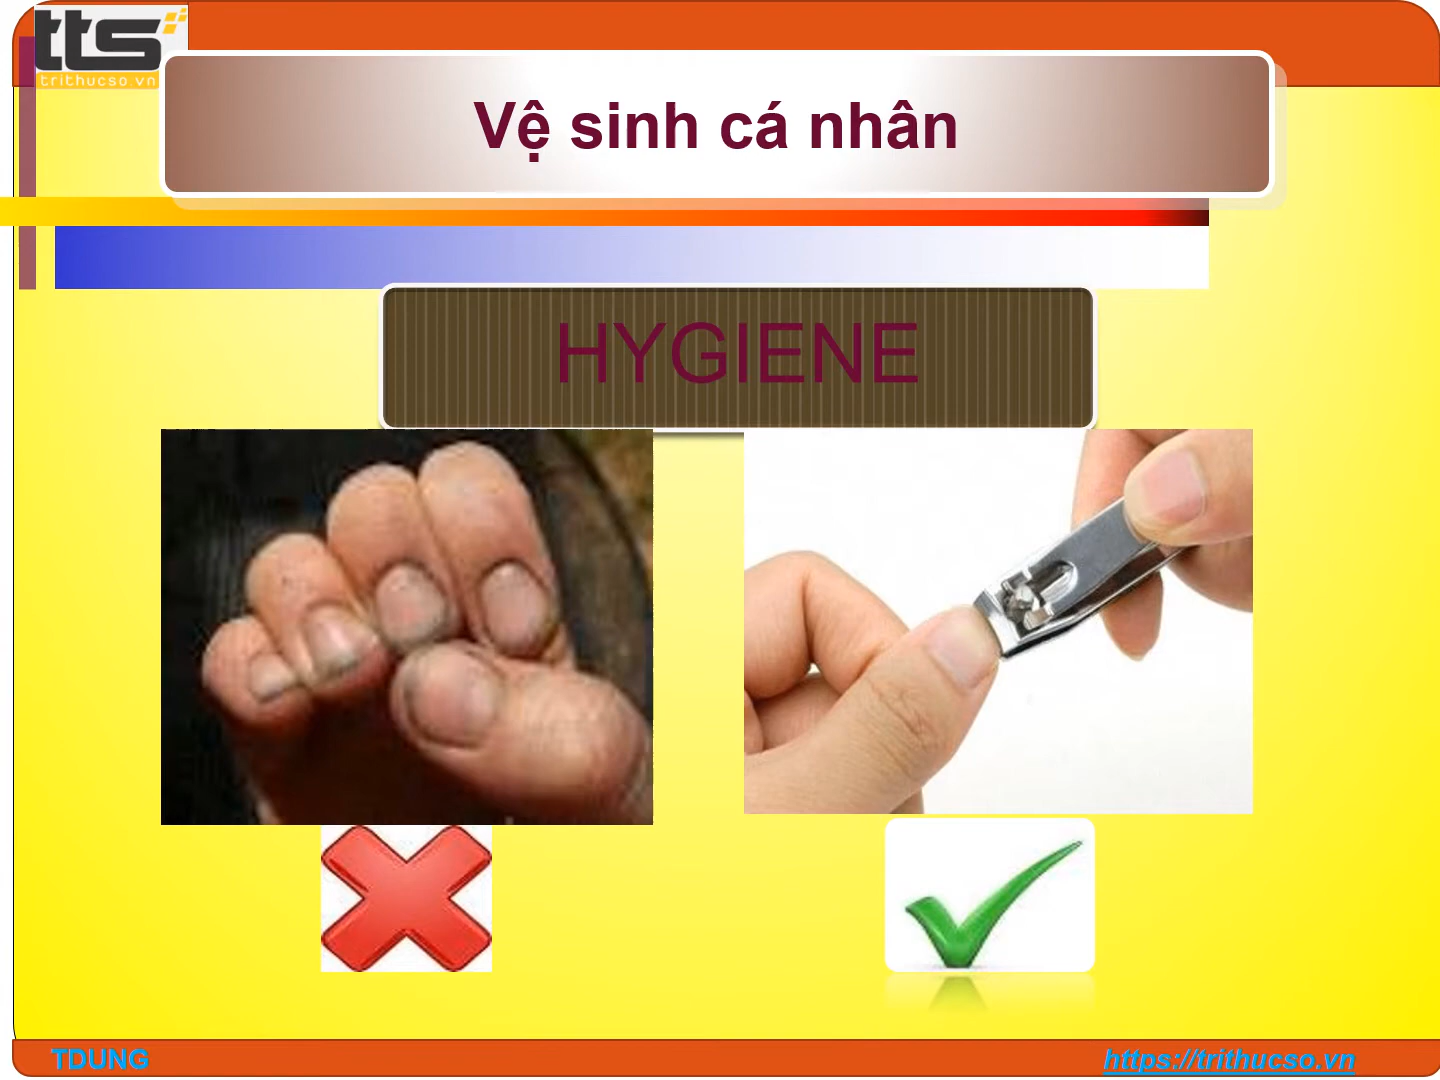 tts
trithucso.vn
Vệ sinh cá nhân
HYGIENE
TDUNG
https://trithucso.vn